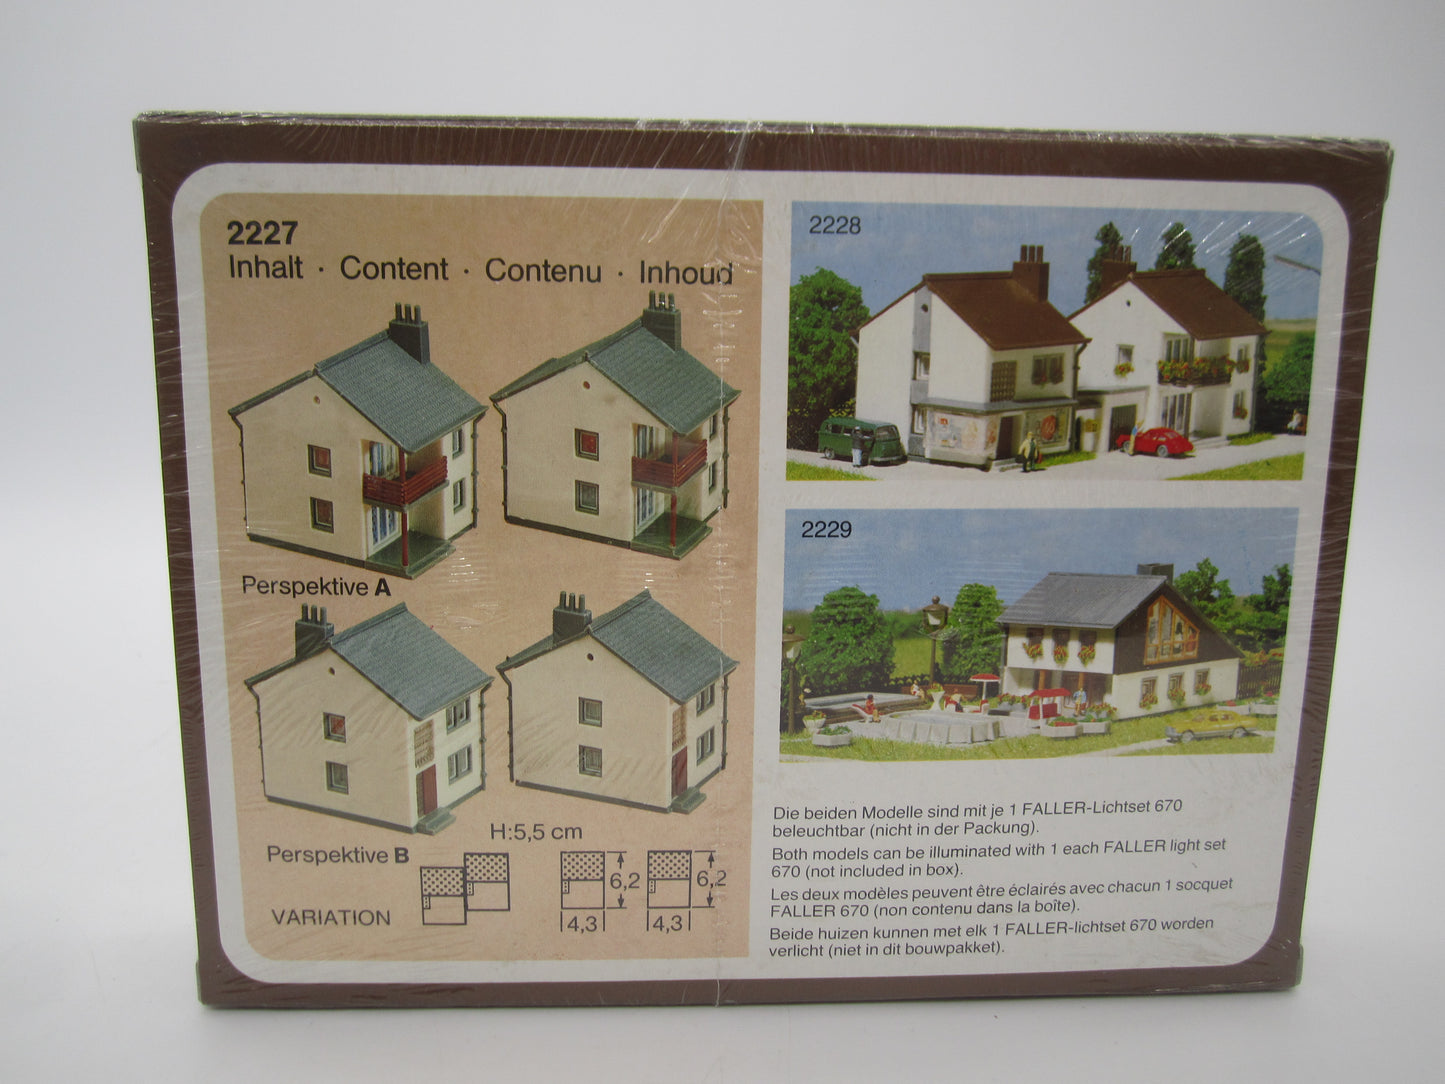 2227
Inhalt · Content · Contenu · Inhoud
Perspektive A
H:5,5 cm
Perspektive B
VARIATION
6,2
6,2
4,3
4,3
2228
2229
Die beiden Modelle sind mit je 1 FALLER-Lichtset 670
beleuchtbar (nicht in der Packung).
Both models can be illuminated with 1 each FALLER light set
670 (not included in box).
Les deux modèles peuvent être éclairés avec chacun 1 socquet
FALLER 670 (non contenu dans la boîte).
Beide huizen kunnen met elk 1 FALLER-lichtset 670 worden
verlicht (niet in dit bouwpakket).